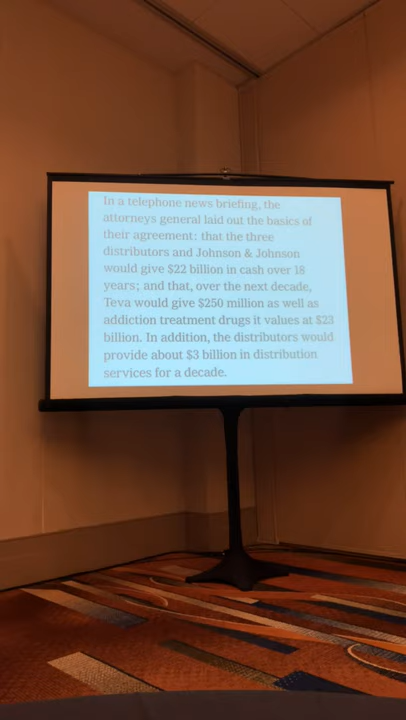 In a telephone news briefing, the
attorneys general laid out the basics of
their agreement: that the three
distributors and Johnson & Johnson
would give $22 billion in cash over 18
years; and that, over the next decade,
Teva would give $250 million as well as
addiction treatment drugs it values at $23
billion. In addition, the distributors would
provide about $3 billion in distribution
services for a decade.